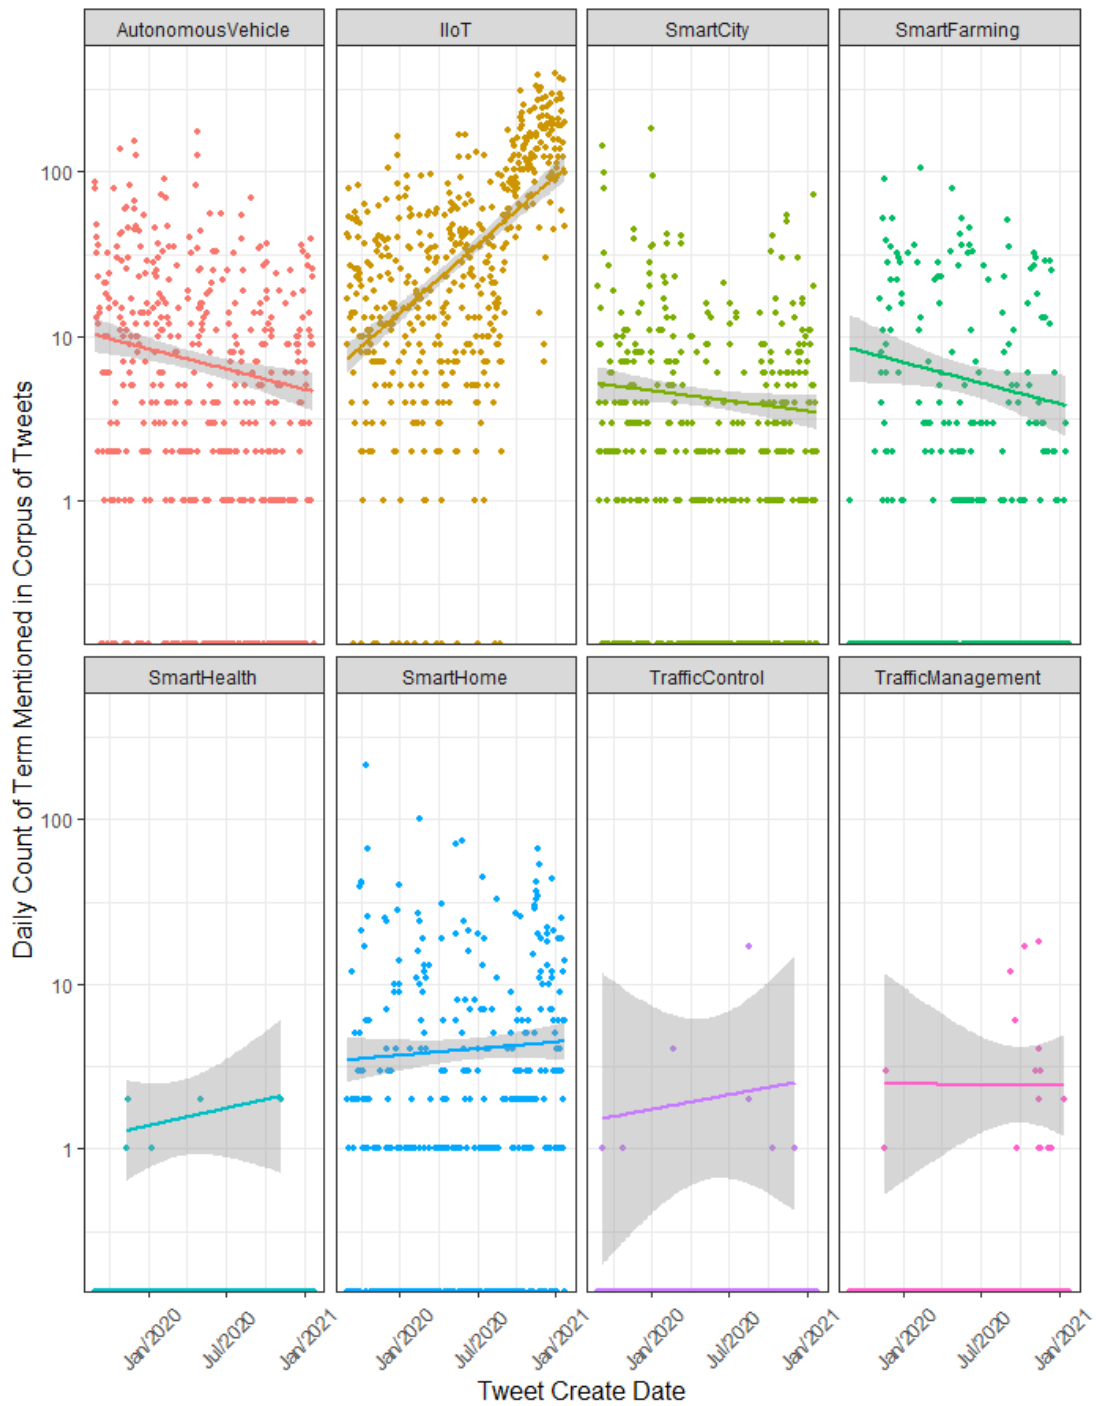 AutonomousVehicle IIoT SmartCity SmartFarming
100
10
1
SmartHealth SmartHome TrafficControl TrafficManagement
100
10
1
Jan/2020 Jul/2020 Jan/2021 Jan/2020 Jul/2020 Jan/2021 Jan/2020 Jul/2020 Jan/2021 Jan/2020 Jul/2020 Jan/2021
Tweet Create Date
Daily Count of Term Mentioned in Corpus of Tweets